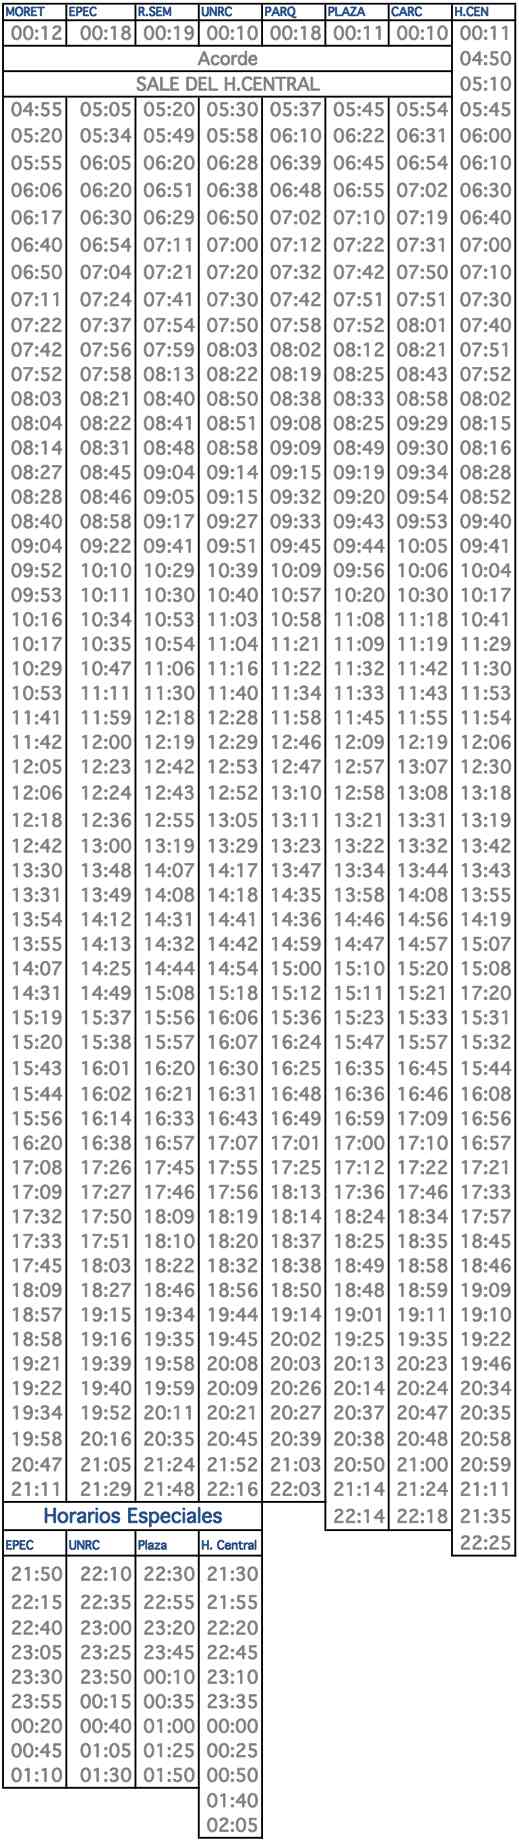 MORET EPEC R.SEM UNRC PARQ PLAZA CARC H.CEN
00:12 00:18 00:19 00:10 00:18 00:11 00:10 00:11
Acorde 04:50
SALE DEL H.CENTRAL 05:10
04:55 05:05 05:20 05:30 05:37 05:45 05:54 05:45
05:20 05:34 05:49 05:58 06:10 06:22 06:31 06:00
05:55 06:05 06:20 06:28 06:39 06:45 06:54 06:10
06:06 06:20 06:51 06:38 06:48 06:55 07:02 06:30
06:17 06:30 06:29 06:50 07:02 07:10 07:19 06:40
06:40 06:54 07:11 07:00 07:12 07:22 07:31 07:00
06:50 07:04 07:21 07:20 07:32 07:42 07:50 07:10
07:11 07:24 07:41 07:30 07:42 07:51 07:51 07:30
07:22 07:37 07:54 07:50 07:58 07:52 08:01 07:40
07:42 07:56 07:59 08:03 08:02 08:12 08:21 07:51
07:52 07:58 08:13 08:22 08:19 08:25 08:43 07:52
08:03 08:21 08:40 08:50 08:38 08:33 08:58 08:02
08:04 08:22 08:41 08:51 09:08 08:25 09:29 08:15
08:14 08:31 08:48 08:58 09:09 08:49 09:30 08:16
08:27 08:45 09:04 09:14 09:15 09:19 09:34 08:28
08:28 08:46 09:05 09:15 09:32 09:20 09:54 08:52
08:40 08:58 09:17 09:27 09:33 09:43 09:53 09:40
09:04 09:22 09:41 09:51 09:45 09:44 10:05 09:41
09:52 10:10 10:29 10:39 10:09 09:56 10:06 10:04
09:53 10:11 10:30 10:40 10:57 10:20 10:30 10:17
10:16 10:34 10:53 11:03 10:58 11:08 11:18 10:41
10:17 10:35 10:54 11:04 11:21 11:09 11:19 11:29
10:29 10:47 11:06 11:16 11:22 11:32 11:42 11:30
10:53 11:11 11:30 11:40 11:34 11:33 11:43 11:53
11:41 11:59 12:18 12:28 11:58 11:45 11:55 11:54
11:42 12:00 12:19 12:29 12:46 12:09 12:19 12:06
12:05 12:23 12:42 12:53 12:47 12:57 13:07 12:30
12:06 12:24 12:43 12:52 13:10 12:58 13:08 13:18
12:18 12:36 12:55 13:05 13:11 13:21 13:31 13:19
12:42 13:00 13:19 13:29 13:23 13:22 13:32 13:42
13:30 13:48 14:07 14:17 13:47 13:34 13:44 13:43
13:31 13:49 14:08 14:18 14:35 13:58 14:08 13:55
13:54 14:12 14:31 14:41 14:36 14:46 14:56 14:19
13:55 14:13 14:32 14:42 14:59 14:47 14:57 15:07
14:07 14:25 14:44 14:54 15:00 15:10 15:20 15:08
14:31 14:49 15:08 15:18 15:12 15:11 15:21 17:20
15:19 15:37 15:56 16:06 15:36 15:23 15:33 15:31
15:20 15:38 15:57 16:07 16:24 15:47 15:57 15:32
15:43 16:01 16:20 16:30 16:25 16:35 16:45 15:44
15:44 16:02 16:21 16:31 16:48 16:36 16:46 16:08
15:56 16:14 16:33 16:43 16:49 16:59 17:09 16:56
16:20 16:38 16:57 17:07 17:01 17:00 17:10 16:57
17:08 17:26 17:45 17:55 17:25 17:12 17:22 17:21
17:09 17:27 17:46 17:56 18:13 17:36 17:46 17:33
17:32 17:50 18:09 18:19 18:14 18:24 18:34 17:57
17:33 17:51 18:10 18:20 18:37 18:25 18:35 18:45
17:45 18:03 18:22 18:32 18:38 18:49 18:58 18:46
18:09 18:27 18:46 18:56 18:50 18:48 18:59 19:09
18:57 19:15 19:34 19:44 19:14 19:01 19:11 19:10
18:58 19:16 19:35 19:45 20:02 19:25 19:35 19:22
19:21 19:39 19:58 20:08 20:03 20:13 20:23 19:46
19:22 19:40 19:59 20:09 20:26 20:14 20:24 20:34
19:34 19:52 20:11 20:21 20:27 20:37 20:47 20:35
19:58 20:16 20:35 20:45 20:39 20:38 20:48 20:58
20:47 21:05 21:24 21:52 21:03 20:50 21:00 20:59
21:11 21:29 21:48 22:16 22:03 21:14 21:24 21:11
Horarios Especiales 22:14 22:18 21:35
EPEC UNRC Plaza H. Central 22:25
21:50 22:10 22:30 21:30
22:15 22:35 22:55 21:55
22:40 23:00 23:20 22:20
23:05 23:25 23:45 22:45
23:30 23:50 00:10 23:10
23:55 00:15 00:35 23:35
00:20 00:40 01:00 00:00
00:45 01:05 01:25 00:25
01:10 01:30 01:50 00:50
01:40
02:05